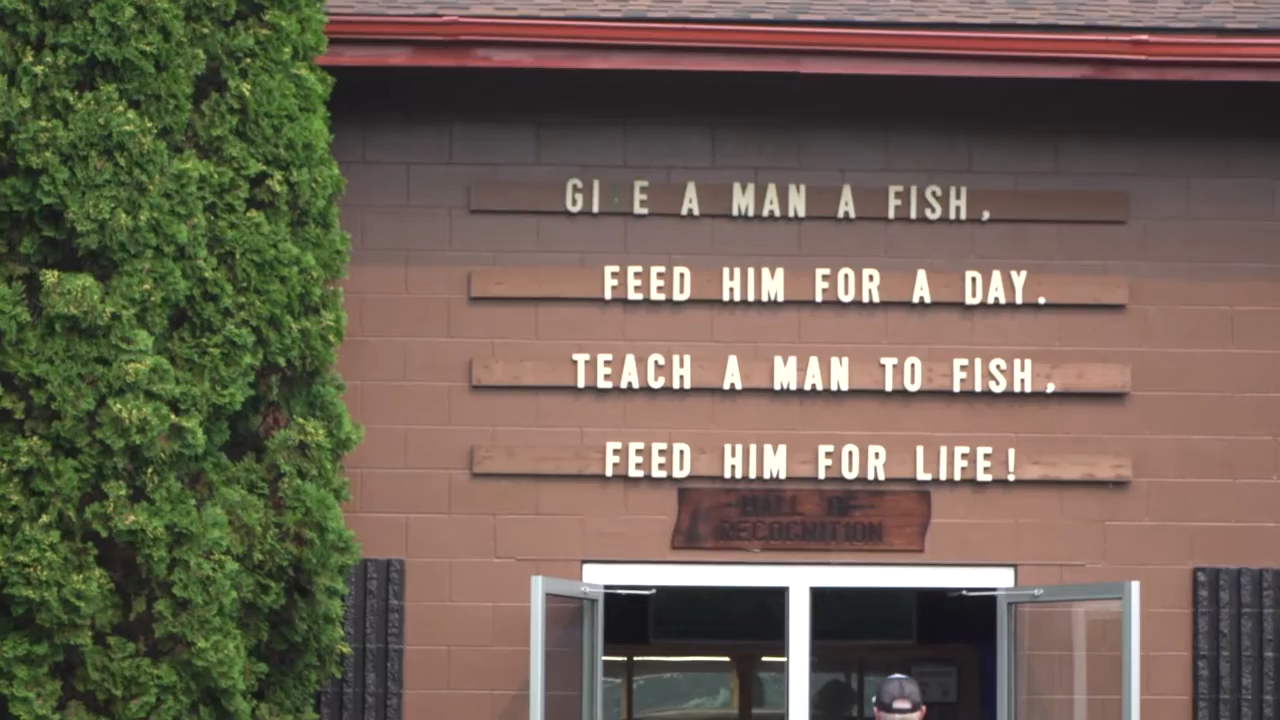 GI E A MAN A FISH,
FEED HIM FOR A DAY.
TEACH A MAN TO FISH,
FEED HIM FOR LIFE!
HALL OF
RECOGNITION